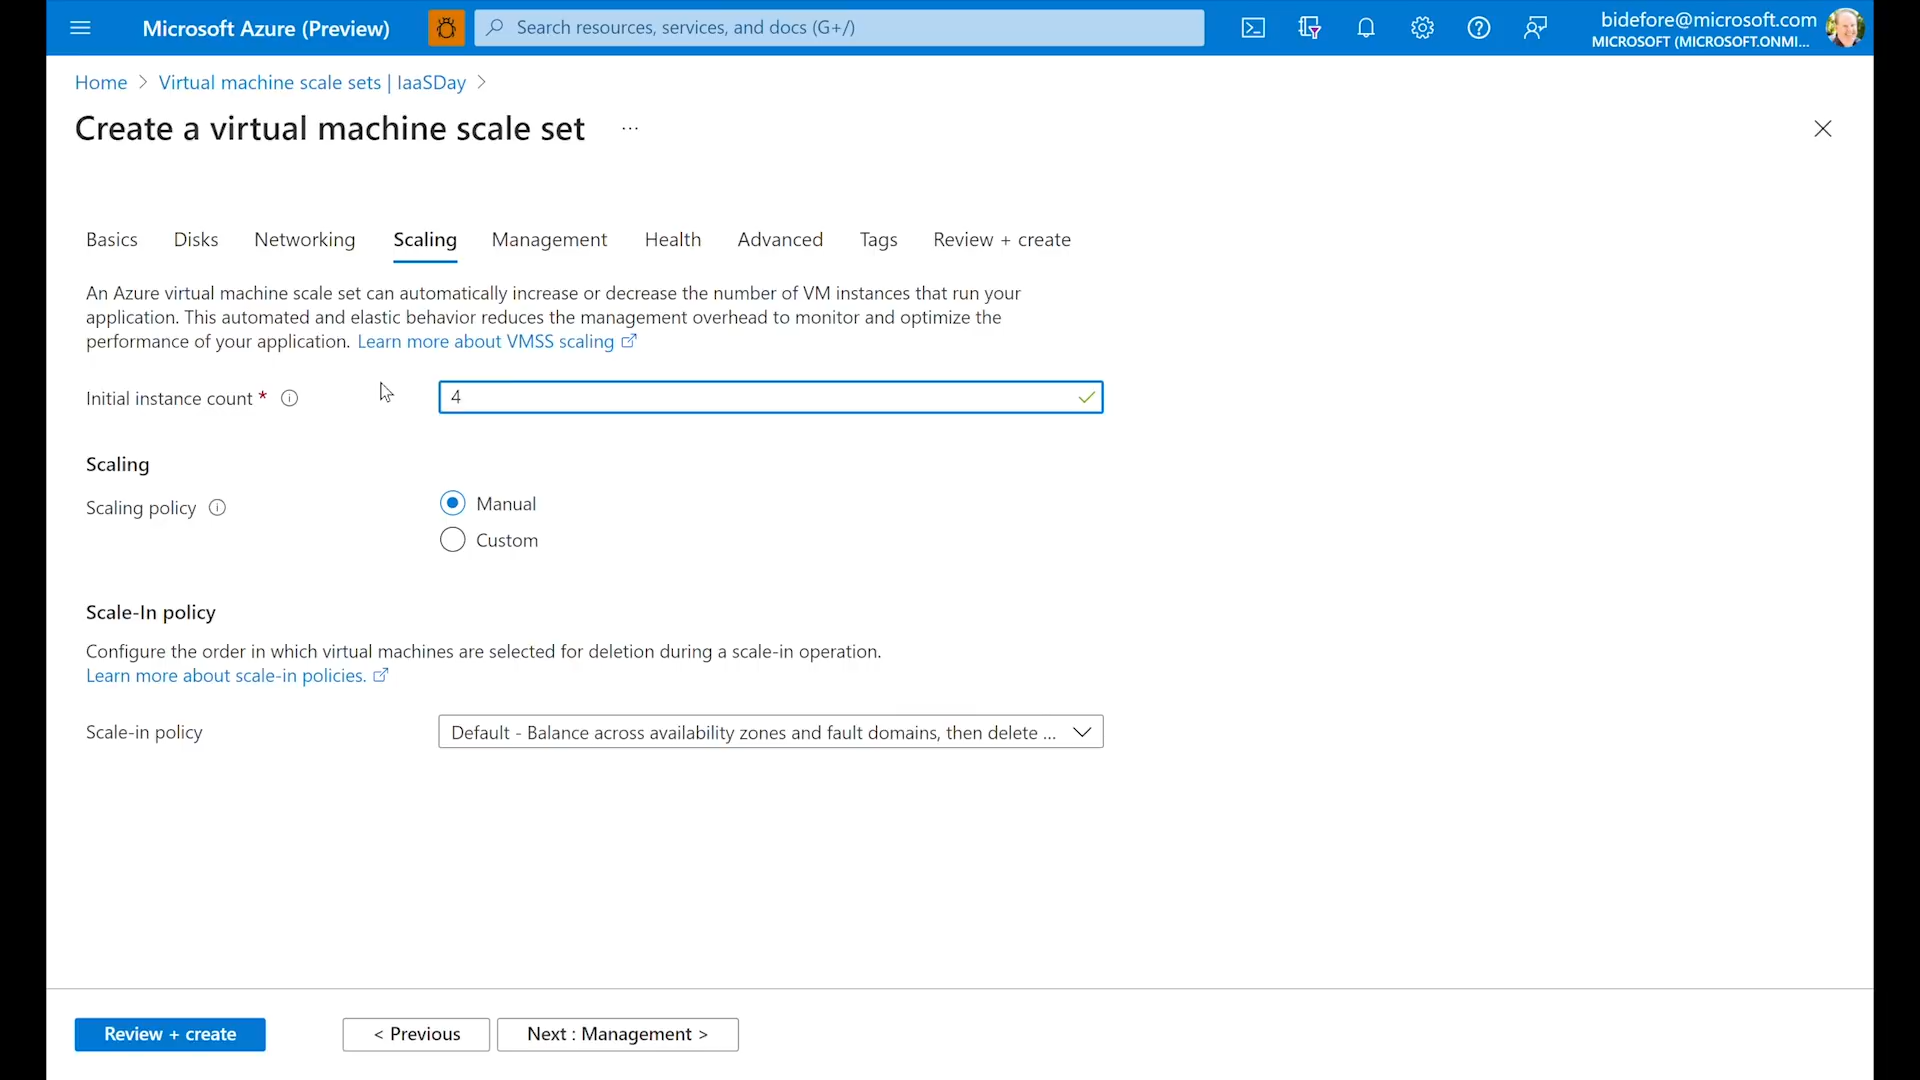 Microsoft Azure (Preview)
Search resources, services, and docs (G+/)
bidefore@microsoft.com
MICROSOFT (MICROSOFT.ONMI...
Home > Virtual machine scale sets | IaaSDay >
Create a virtual machine scale set ...
Basics Disks Networking Scaling Management Health Advanced Tags Review + create
An Azure virtual machine scale set can automatically increase or decrease the number of VM instances that run your
application. This automated and elastic behavior reduces the management overhead to monitor and optimize the
performance of your application. Learn more about VMSS scaling
Initial instance count * 4
Scaling
Scaling policy Manual
Custom
Scale-In policy
Configure the order in which virtual machines are selected for deletion during a scale-in operation.
Learn more about scale-in policies.
Scale-in policy Default - Balance across availability zones and fault domains, then delete ...
Review + create < Previous Next : Management >